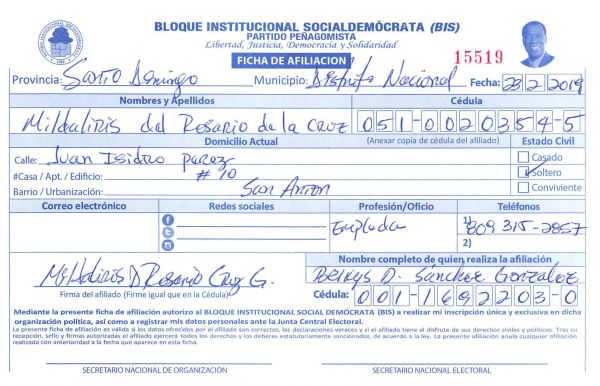 BLOQUE INSTITUCIONAL SOCIALDEMÓCRATA (BIS)
PARTIDO PEÑAGOMISTA
Libertad, Justicia, Democracia y Solidaridad
FICHA DE AFILIACION 15519
Provincia: Santo Domingo Municipio: Distrito Nacional Fecha: 23 2 2019
Nombres y Apellidos Cédula
Mildaliris del Rosario de la Cruz 051-0020354-5
Domicilio Actual (Anexar copia de cédula del afiliado) Estado Civil
Calle: Juan Isidro Perez Casado
#Casa / Apt. / Edificio: #10 Soltero
Barrio / Urbanización: San Anton Conviviente
Correo electrónico Redes sociales Profesión/Oficio Teléfonos
Emplada 1) 809 315-2857
2)
Nombre completo de quien realiza la afiliación
Mildaliris D Rosario Cruz G. Belkys D. Sánchez Gonzalez
Firma del afiliado (Firme igual que en la Cédula) Cédula: 001-1692203-0
Mediante la presente ficha de afiliación autorizo al BLOQUE INSTITUCIONAL SOCIAL DEMÓCRATA (BIS) a realizar mi inscripción única y exclusiva en dicha
organización política, así como a registrar mis datos personales ante la Junta Central Electoral.
La presente ficha de afiliación es válida si los datos ofrecidos por el afiliado son correctos, las declaraciones veraces y si el afiliado tiene el disfrute de sus derechos civiles y políticos. Tras su
recepción, sello y firmas autorizadas el afiliado ejercerá todos los derechos y los deberes estatutariamente sancionados, de acuerdo a la ley. La presente afiliación anula cualquier afiliación
realizada con anterioridad a la fecha que aparece en esta ficha.
SECRETARIO NACIONAL DE ORGANIZACIÓN SECRETARIO NACIONAL ELECTORAL